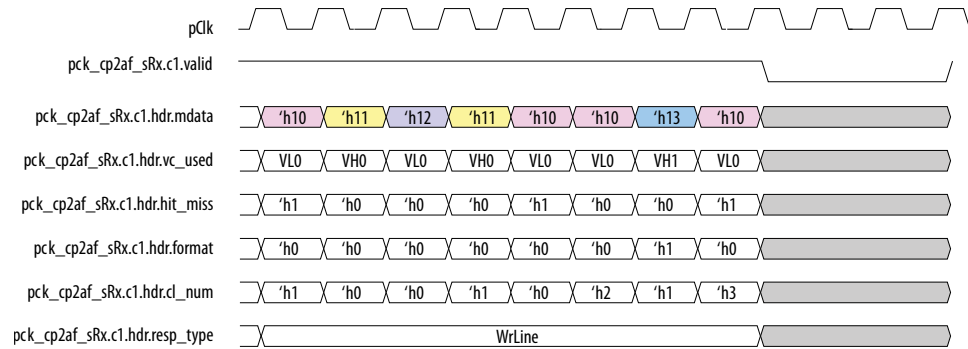 pClk
pck_cp2af_sRx.c1.valid
pck_cp2af_sRx.c1.hdr.mdata ‘h10 ‘h11 ‘h12 ‘h11 ‘h10 ‘h10 ‘h13 ‘h10
pck_cp2af_sRx.c1.hdr.vc_used VL0 VH0 VL0 VH0 VL0 VL0 VH1 VL0
pck_cp2af_sRx.c1.hdr.hit_miss ‘h1 ‘h0 ‘h0 ‘h0 ‘h1 ‘h0 ‘h0 ‘h1
pck_cp2af_sRx.c1.hdr.format ‘h0 ‘h0 ‘h0 ‘h0 ‘h0 ‘h0 ‘h1 ‘h0
pck_cp2af_sRx.c1.hdr.cl_num ‘h1 ‘h0 ‘h0 ‘h1 ‘h0 ‘h2 ‘h1 ‘h3
pck_cp2af_sRx.c1.hdr.resp_type WrLine